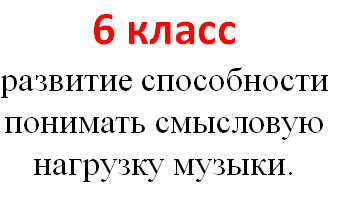 6 класс
развитие способности
понимать смысловую
нагрузку музыки.